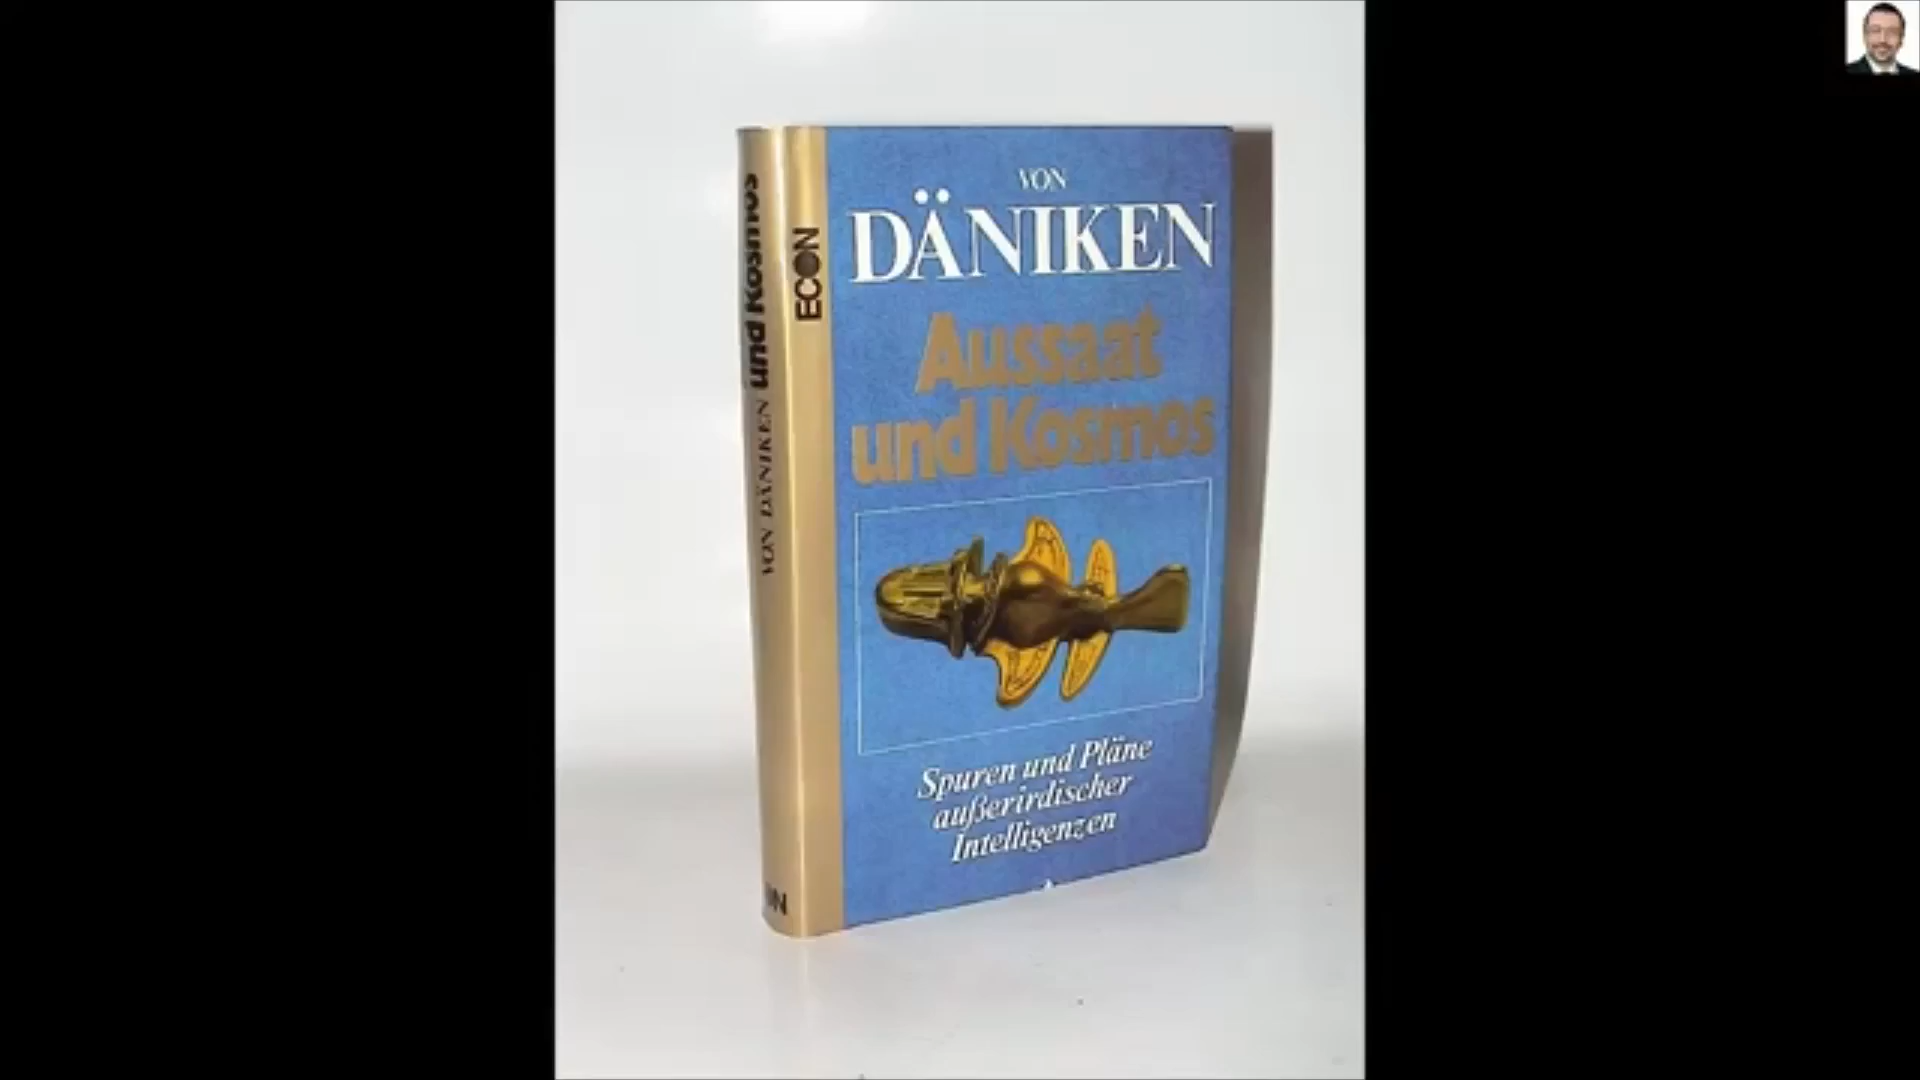 VON
DÄNIKEN
Aussaat
und Kosmos
Spuren und Pläne
außerirdischer
Intelligenzen
VON DÄNIKEN und Kosmos
ECON